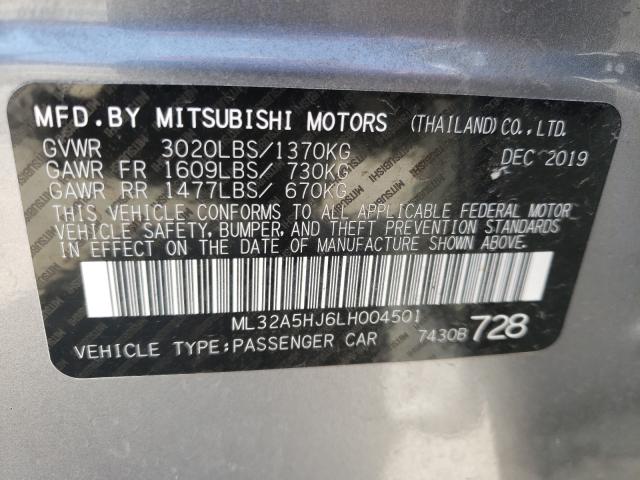 MFD.BY MITSUBISHI MOTORS (THAILAND) CO.,LTD.
GVWR 3020LBS/1370KG DEC 2019
GAWR FR 1609LBS/ 730KG
GAWR RR 1477LBS/ 670KG
THIS VEHICLE CONFORMS TO ALL APPLICABLE FEDERAL MOTOR
VEHICLE SAFETY, BUMPER, AND THEFT PREVENTION STANDARDS
IN EFFECT ON THE DATE OF MANUFACTURE SHOWN ABOVE.
ML32A5HJ6LH004501
VEHICLE TYPE;PASSENGER CAR 7430B 728